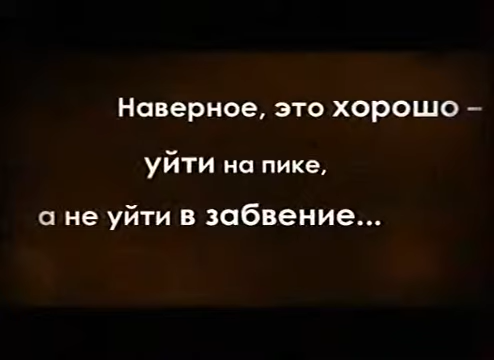 Наверное, это хорошо –
уйти на пике,
а не уйти в забвение...